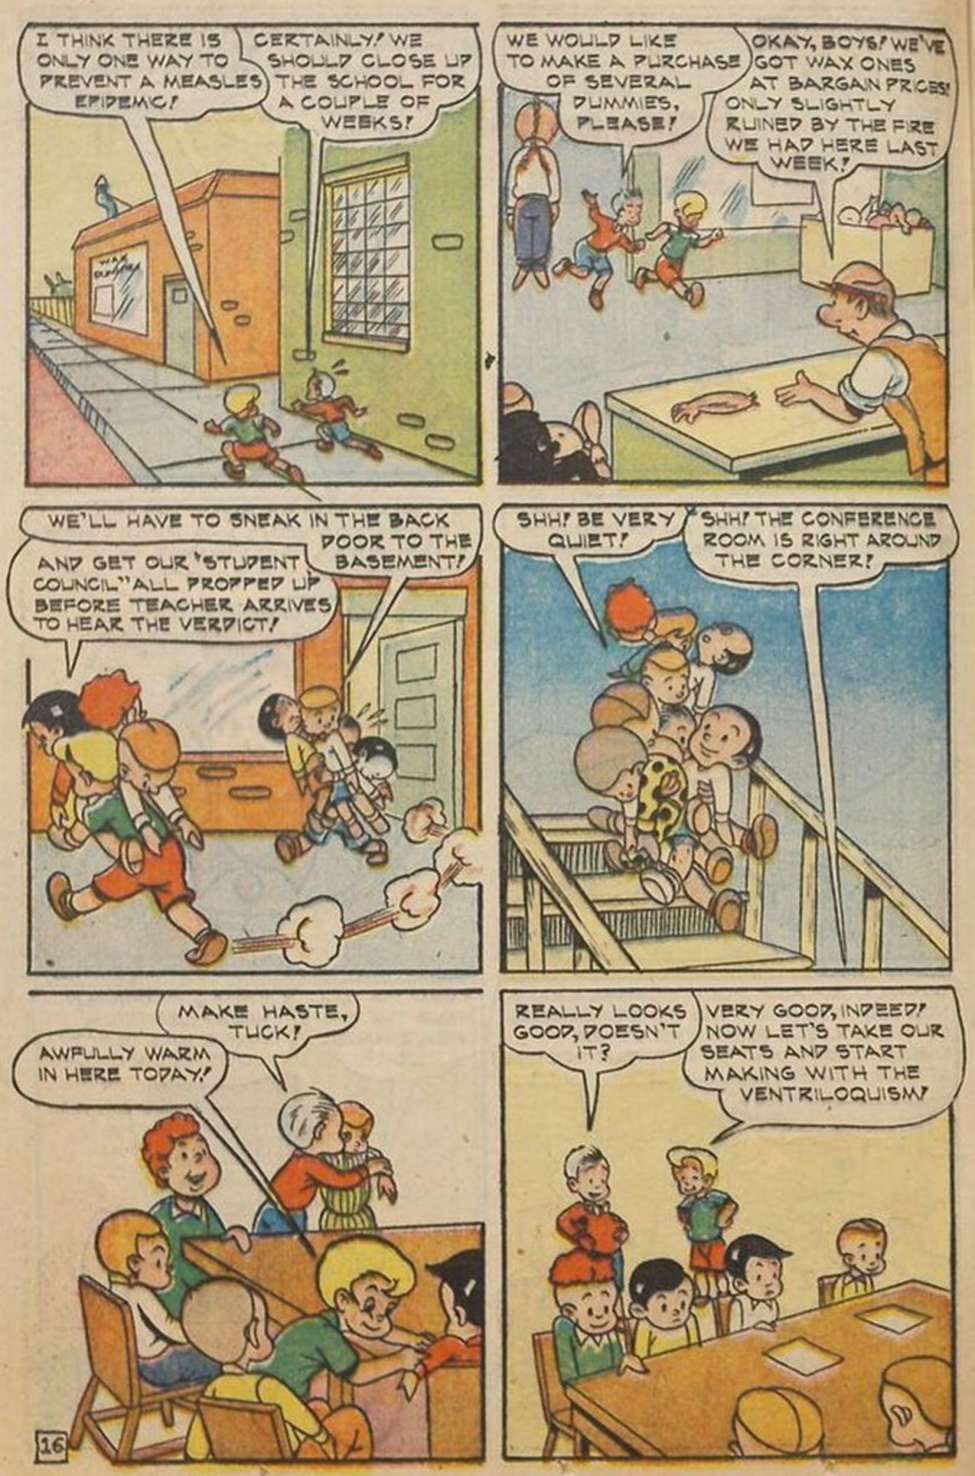 I THINK THERE IS
ONLY ONE WAY TO
PREVENT A MEASLES
EPIDEMIC!
CERTAINLY! WE
SHOULD CLOSE UP
THE SCHOOL FOR
A COUPLE OF
WEEKS!
WAX
DUMMIES
WE WOULD LIKE
TO MAKE A PURCHASE
OF SEVERAL
DUMMIES,
PLEASE!
OKAY, BOYS! WE'VE
GOT WAX ONES
AT BARGAIN PRICES!
ONLY SLIGHTLY
RUINED BY THE FIRE
WE HAD HERE LAST
WEEK!
WE'LL HAVE TO SNEAK IN THE BACK
DOOR TO THE
BASEMENT!
AND GET OUR "STUDENT
COUNCIL" ALL PROPPED UP
BEFORE TEACHER ARRIVES
TO HEAR THE VERDICT!
SHH! BE VERY
QUIET!
SHH! THE CONFERENCE
ROOM IS RIGHT AROUND
THE CORNER!
MAKE HASTE,
TUCK!
AWFULLY WARM
IN HERE TODAY!
16
REALLY LOOKS
GOOD, DOESN'T
IT?
VERY GOOD, INDEED!
NOW LET'S TAKE OUR
SEATS AND START
MAKING WITH THE
VENTRILOQUISM!